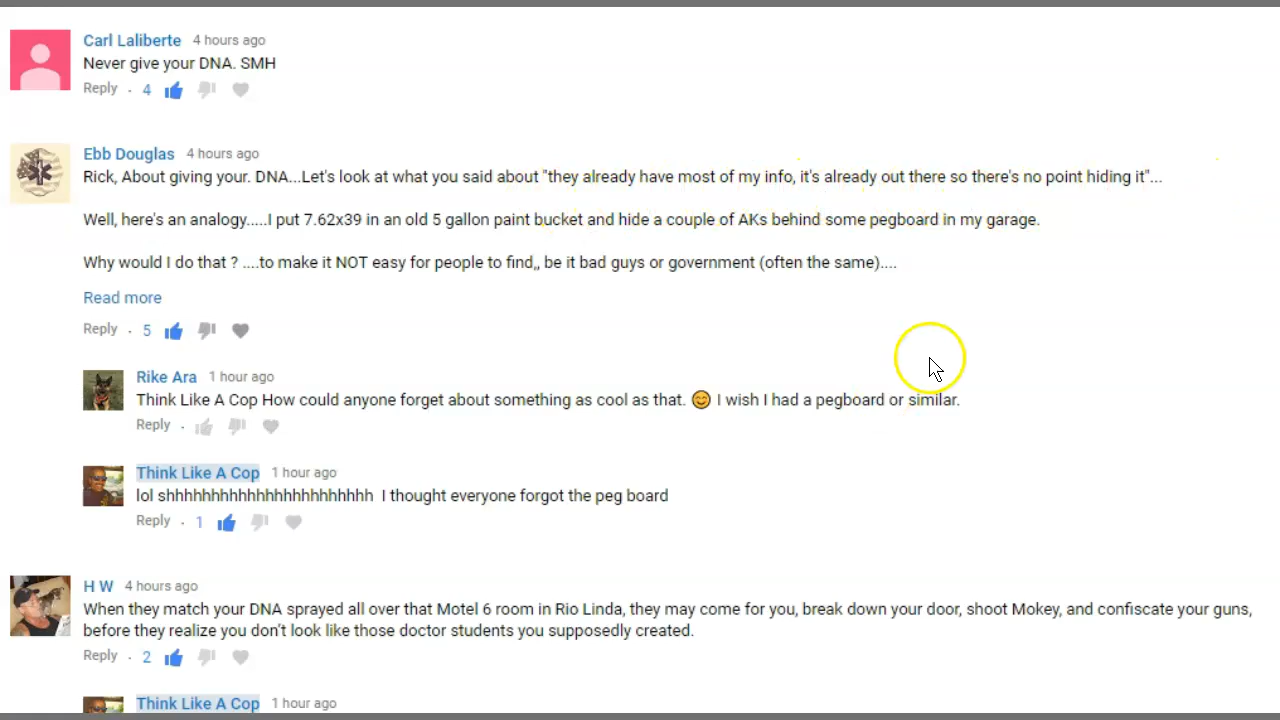 Carl Laliberte 4 hours ago
Never give your DNA. SMH
Reply . 4
Ebb Douglas 4 hours ago
Rick, About giving your. DNA...Let's look at what you said about "they already have most of my info, it's already out there so there's no point hiding it"...
Well, here's an analogy.....I put 7.62x39 in an old 5 gallon paint bucket and hide a couple of AKs behind some pegboard in my garage.
Why would I do that ? ....to make it NOT easy for people to find,, be it bad guys or government (often the same)....
Read more
Reply . 5
Rike Ara 1 hour ago
Think Like A Cop How could anyone forget about something as cool as that. 😊 I wish I had a pegboard or similar.
Reply .
Think Like A Cop 1 hour ago
lol shhhhhhhhhhhhhhhhhhhhhhh I thought everyone forgot the peg board
Reply . 1
H W 4 hours ago
When they match your DNA sprayed all over that Motel 6 room in Rio Linda, they may come for you, break down your door, shoot Mokey, and confiscate your guns,
before they realize you don't look like those doctor students you supposedly created.
Reply . 2
Think Like A Cop 1 hour ago